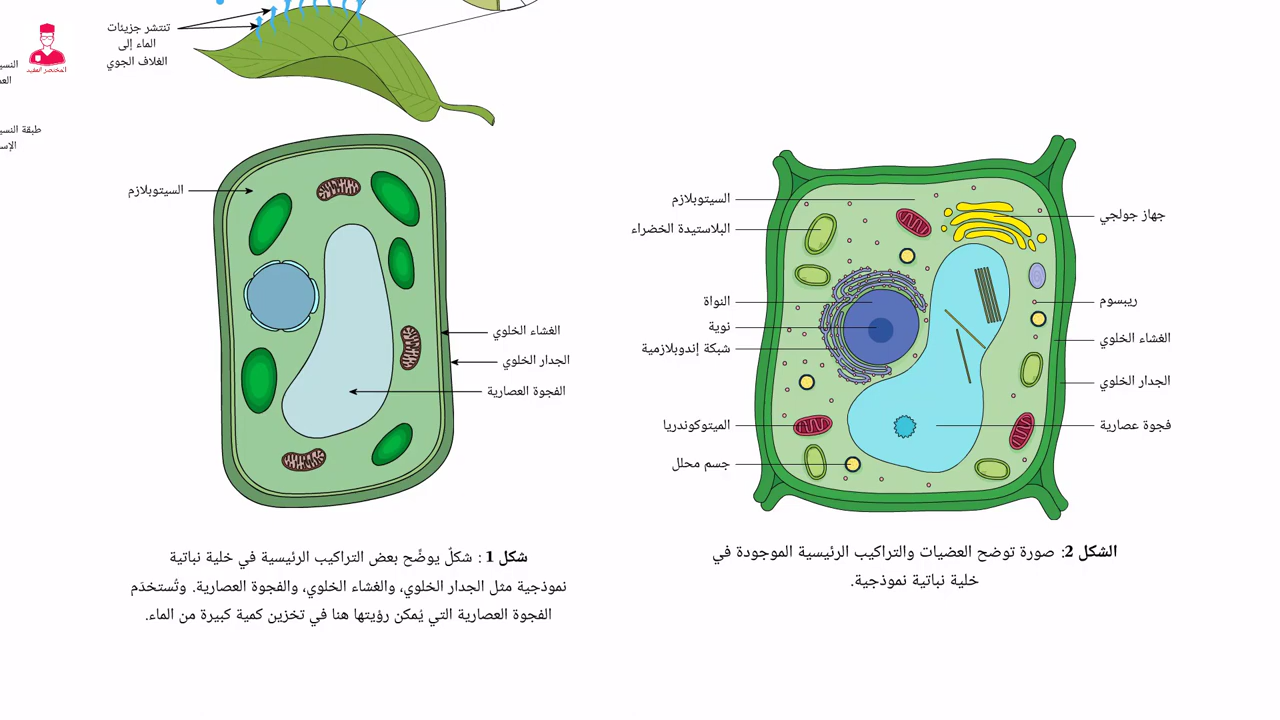 المختصر المفيد
تنتشر جزيئات
الماء إلى
الغلاف الجوي
طبقة
السيتوبلازم
الغشاء الخلوي
الجدار الخلوي
الفجوة العصارية
شكل 1 : شكلٌ يوضِّح بعض التراكيب الرئيسية في خلية نباتية
نموذجية مثل الجدار الخلوي، والغشاء الخلوي، والفجوة العصارية. وتُستخدَم
الفجوة العصارية التي يُمكن رؤيتها هنا في تخزين كمية كبيرة من الماء.
السيتوبلازم
البلاستيدة الخضراء
النواة
نوية
شبكة إندوبلازمية
الميتوكوندريا
جسم محلل
جهاز جولجي
ريبسوم
الغشاء الخلوي
الجدار الخلوي
فجوة عصارية
الشكل 2: صورة توضح العضيات والتراكيب الرئيسية الموجودة في
خلية نباتية نموذجية.